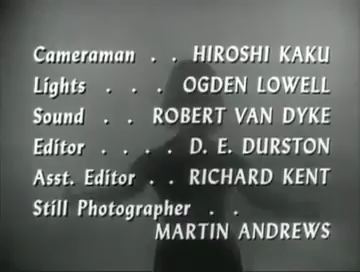 Cameraman . . HIROSHI KAKU
Lights . . . OGDEN LOWELL
Sound . . ROBERT VAN DYKE
Editor . . . . D. E. DURSTON
Asst. Editor . . RICHARD KENT
Still Photographer . .
MARTIN ANDREWS